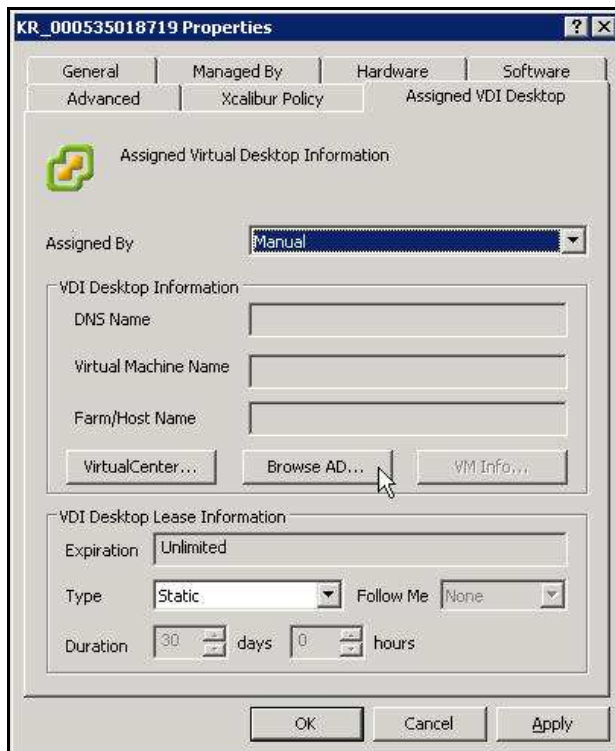 KR_000535018719 Properties
General Managed By Hardware Software
Advanced Xcalibur Policy Assigned VDI Desktop
Assigned Virtual Desktop Information
Assigned By Manual
VDI Desktop Information
DNS Name
Virtual Machine Name
Farm/Host Name
VirtualCenter... Browse AD... VM Info...
VDI Desktop Lease Information
Expiration Unlimited
Type Static Follow Me None
Duration 30 days 0 hours
OK Cancel Apply